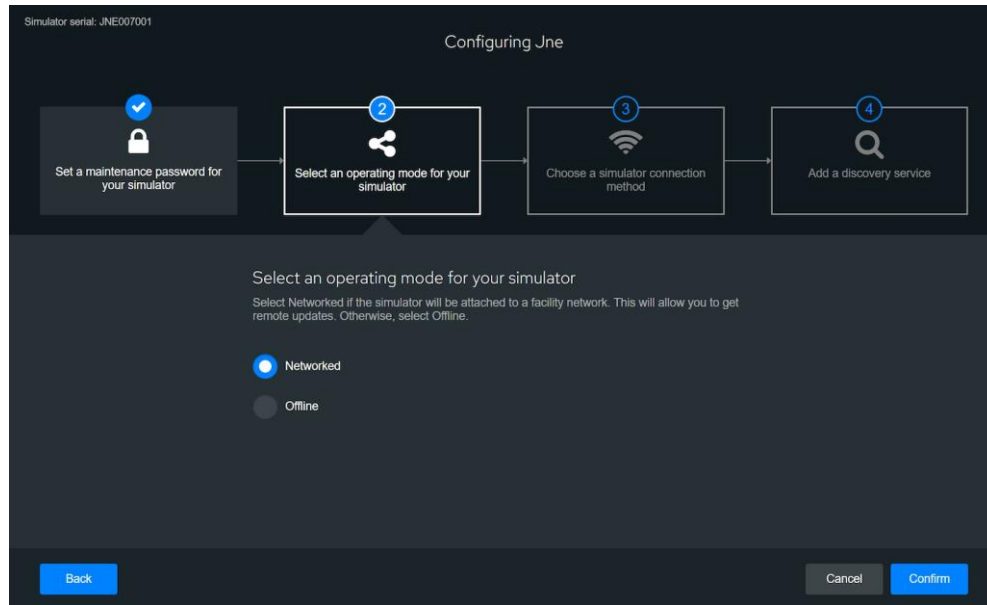 Simulator serial: JNE007001
Configuring Jne
2
3
4
Set a maintenance password for
your simulator
Select an operating mode for your
simulator
Choose a simulator connection
method
Add a discovery service
Select an operating mode for your simulator
Select Networked if the simulator will be attached to a facility network. This will allow you to get
remote updates. Otherwise, select Offline.
Networked
Offline
Back
Cancel
Confirm